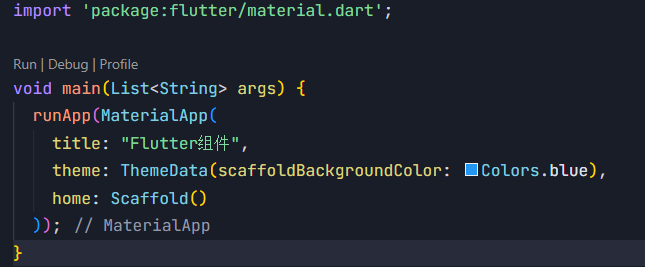 import 'package:flutter/material.dart';
Run | Debug | Profile
void main(List<String> args) {
  runApp(MaterialApp(
    title: "Flutter组件",
    theme: ThemeData(scaffoldBackgroundColor: Colors.blue),
    home: Scaffold()
  )); // MaterialApp
}